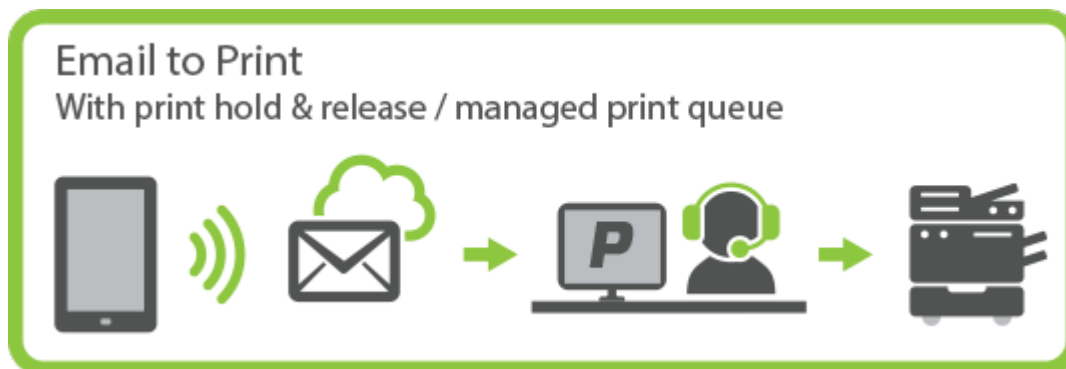 Email to Print
With print hold & release / managed print queue
P